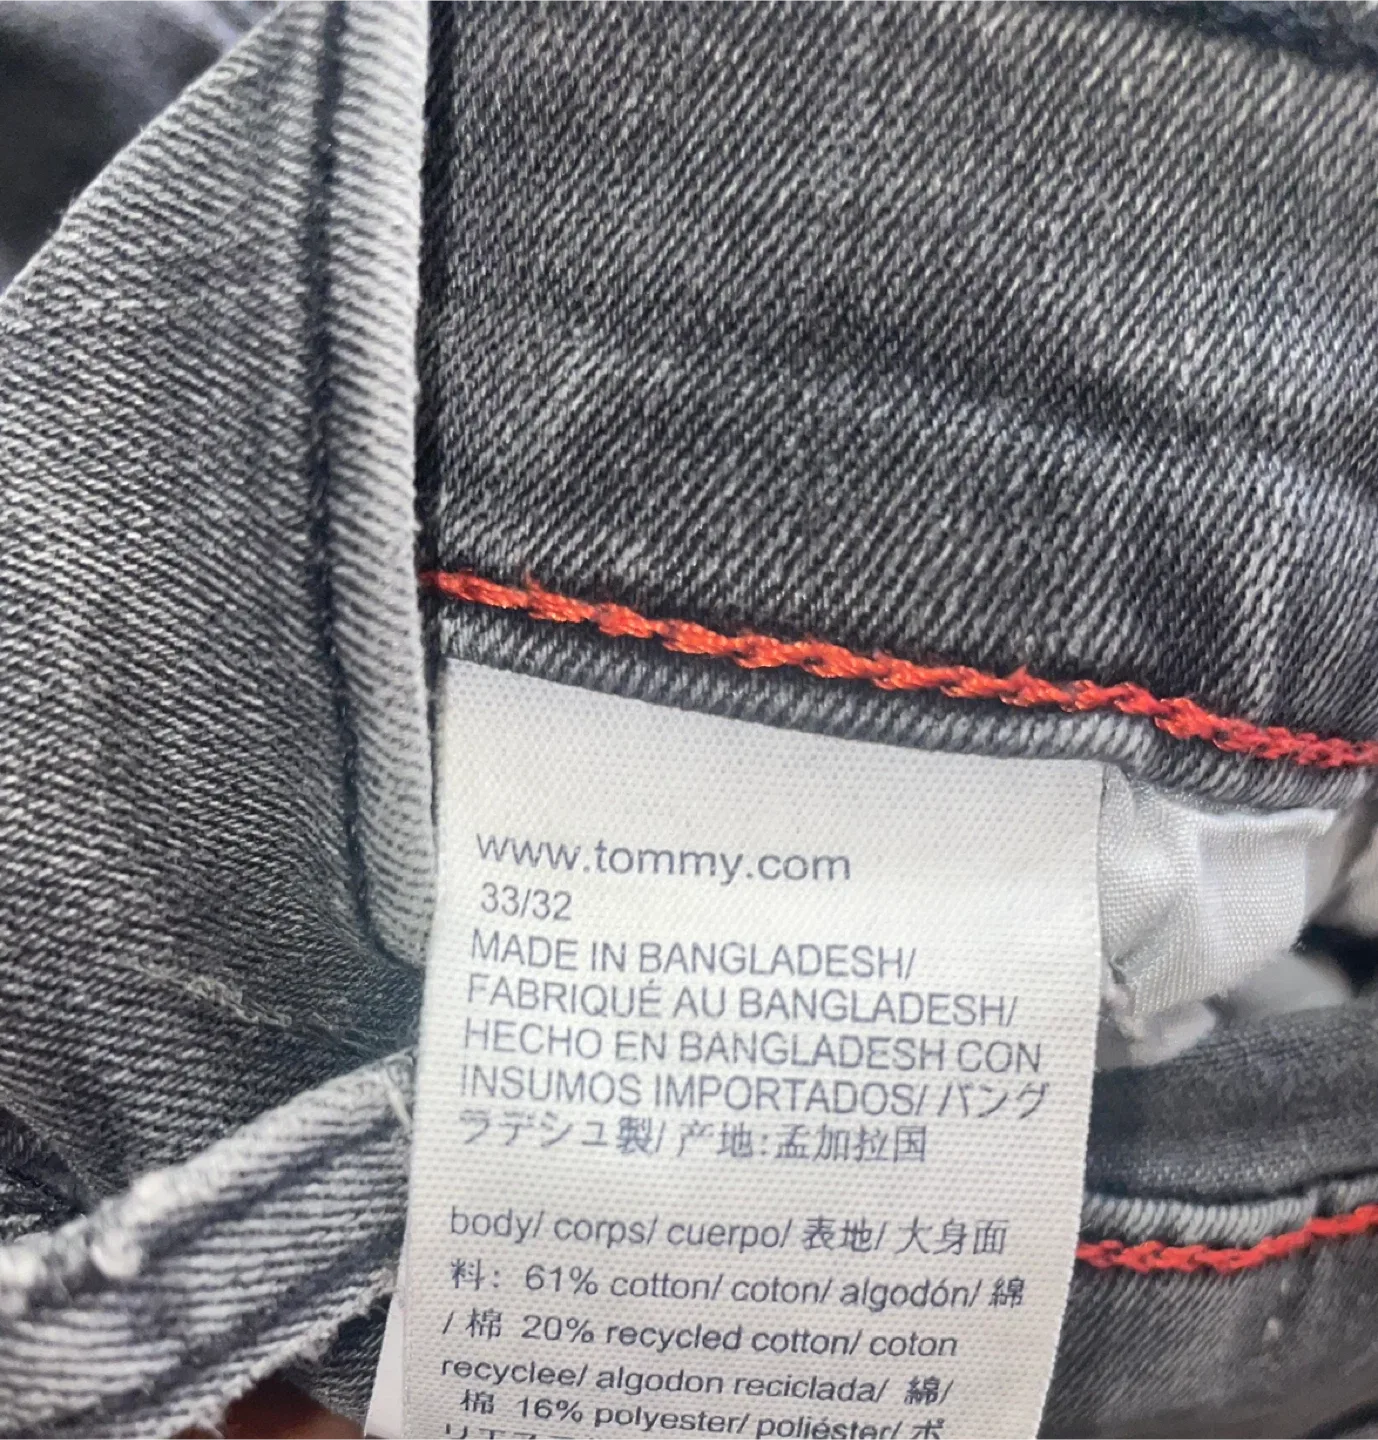 www.tommy.com
33/32
MADE IN BANGLADESH/
FABRIQUÉ AU BANGLADESH/
HECHO EN BANGLADESH CON
INSUMOS IMPORTADOS/ バング
ラデシュ製/ 产地:孟加拉国
body/ corps/ cuerpo/ 表地/ 大身面
料: 61% cotton/ coton/ algodón/ 綿
/ 棉 20% recycled cotton/ coton
recyclee/ algodon reciclada/ 綿/
棉 16% polyester/ poliéster/ ポ